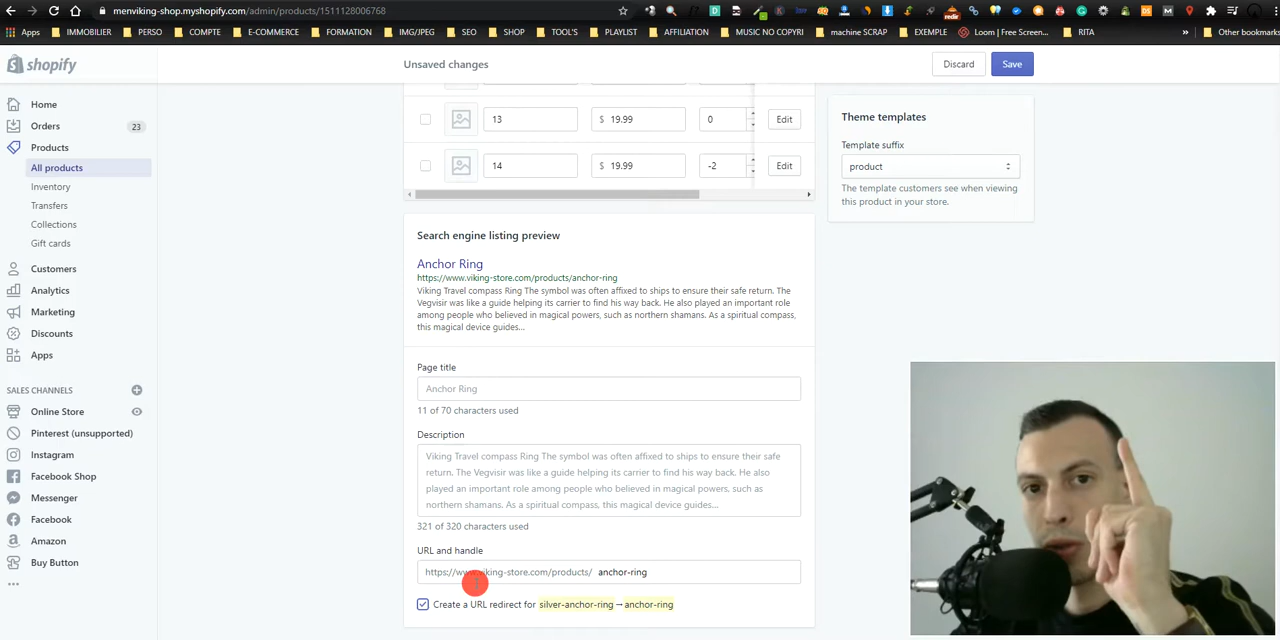 menviking-shop.myshopify.com/admin/products/1511128006768
Apps
IMMOBILIER
PERSO
COMPTE
E-COMMERCE
FORMATION
IMG/JPEG
SEO
SHOP
TOOL'S
PLAYLIST
AFFILIATION
MUSIC NO COPYRI
machine SCRAP
EXEMPLE
Loom | Free Screen...
RITA
»
Other bookmarks
shopify
Unsaved changes
Discard
Save
Home
Orders
23
Products
All products
Inventory
Transfers
Collections
Gift cards
Customers
Analytics
Marketing
Discounts
Apps
SALES CHANNELS
Online Store
Pinterest (unsupported)
Instagram
Facebook Shop
Messenger
Facebook
Amazon
Buy Button
13
$ 19.99
0
Edit
14
$ 19.99
-2
Edit
Search engine listing preview
Anchor Ring
https://www.viking-store.com/products/anchor-ring
Viking Travel compass Ring The symbol was often affixed to ships to ensure their safe return. The
Vegvisir was like a guide helping its carrier to find his way back. He also played an important role
among people who believed in magical powers, such as northern shamans. As a spiritual compass,
this magical device guides...
Page title
Anchor Ring
11 of 70 characters used
Description
Viking Travel compass Ring The symbol was often affixed to ships to ensure their safe
return. The Vegvisir was like a guide helping its carrier to find his way back. He also
played an important role among people who believed in magical powers, such as
northern shamans. As a spiritual compass, this magical device guides...
321 of 320 characters used
URL and handle
https://www.viking-store.com/products/ anchor-ring
Create a URL redirect for silver-anchor-ring → anchor-ring
Theme templates
Template suffix
product
The template customers see when viewing
this product in your store.